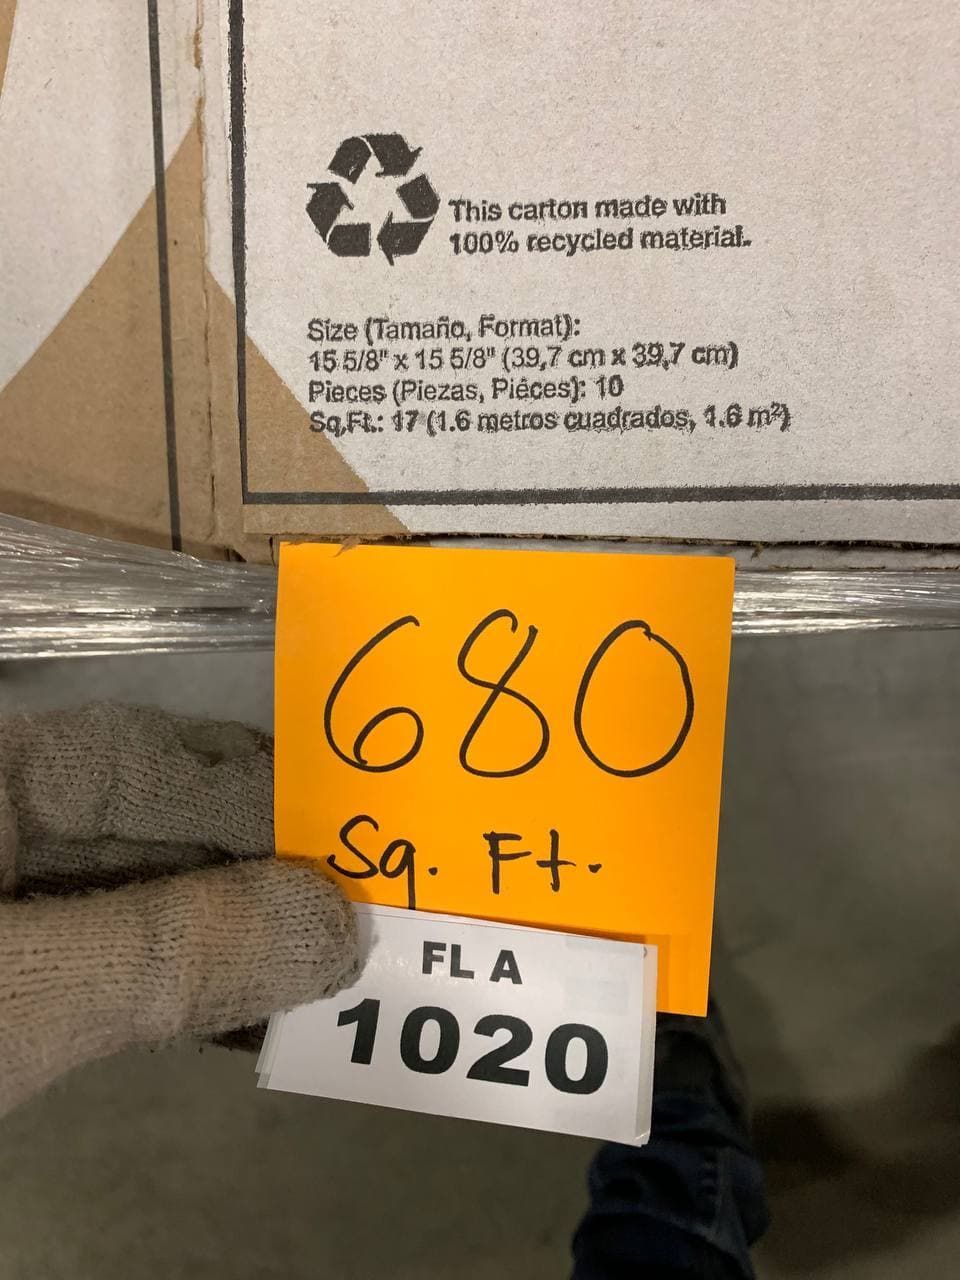 This carton made with
100% recycled material.
Size (Tamaño, Format):
15 5/8" x 15 5/8" (39,7 cm x 39,7 cm)
Pieces (Piezas, Piéces): 10
Sq.Ft.: 17 (1.6 metros cuadrados, 1.6 m²)
680
Sq. Ft.
FL A
1020